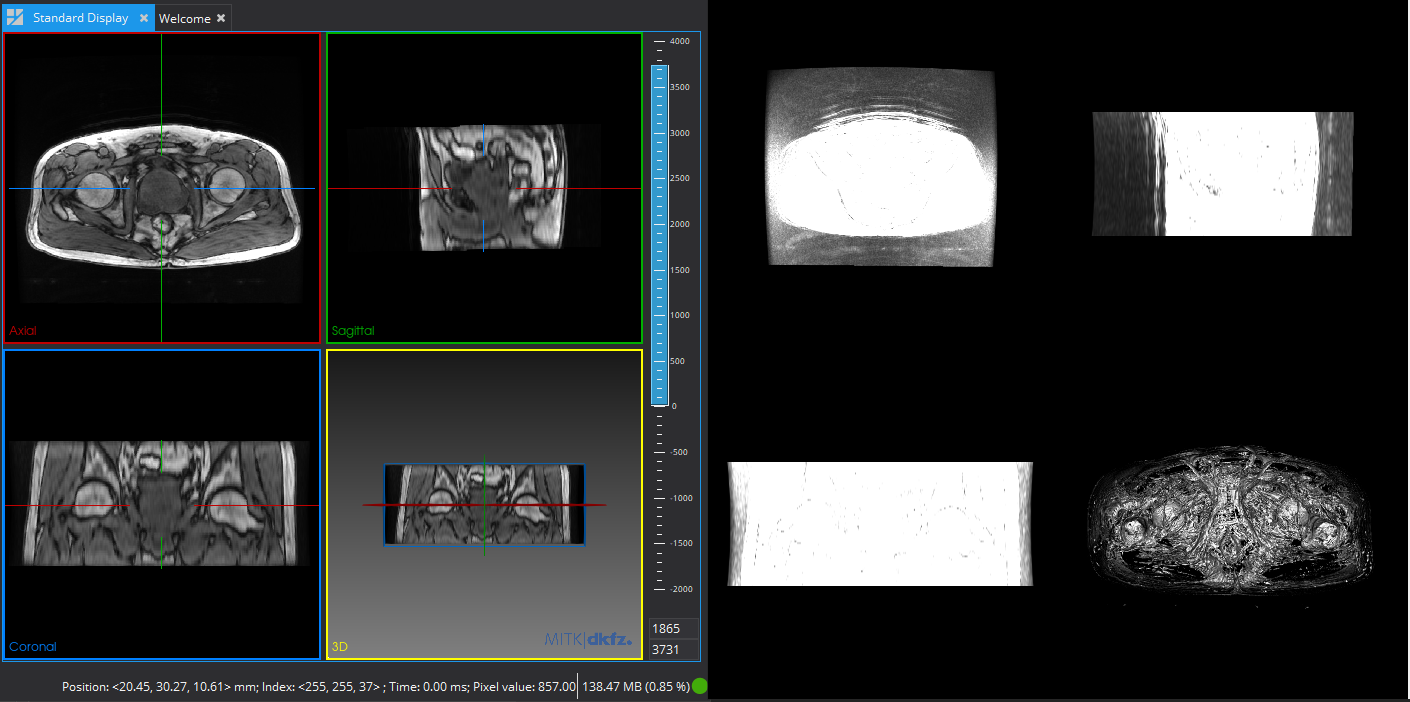 Standard Display
Welcome
Axial
Sagittal
Coronal
3D
MITK|dkfz.
4000
3500
3000
2500
2000
1500
1000
500
0
-500
-1000
-1500
-2000
1865
3731
Position: <20.45, 30.27, 10.61> mm; Index: <255, 255, 37> ; Time: 0.00 ms; Pixel value: 857.00
138.47 MB (0.85 %)